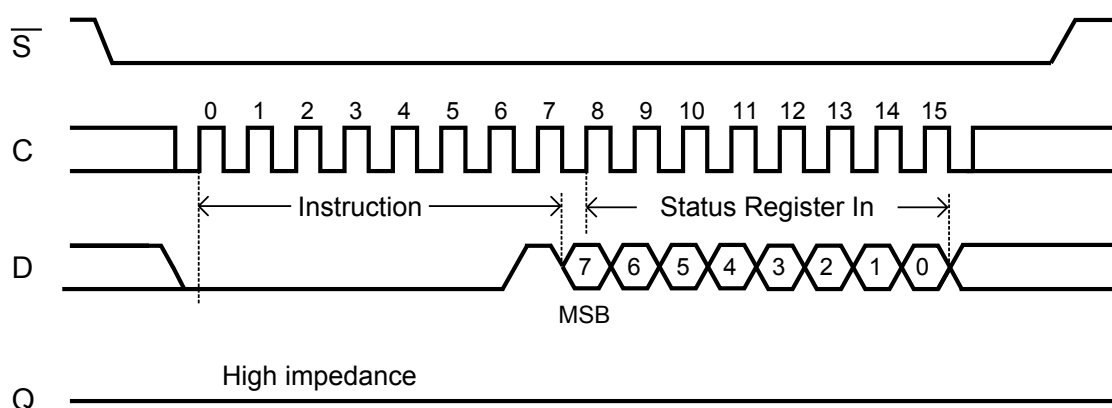 S
0 1 2 3 4 5 6 7 8 9 10 11 12 13 14 15
C
Instruction Status Register In
D 7 6 5 4 3 2 1 0
MSB
High impedance
Q